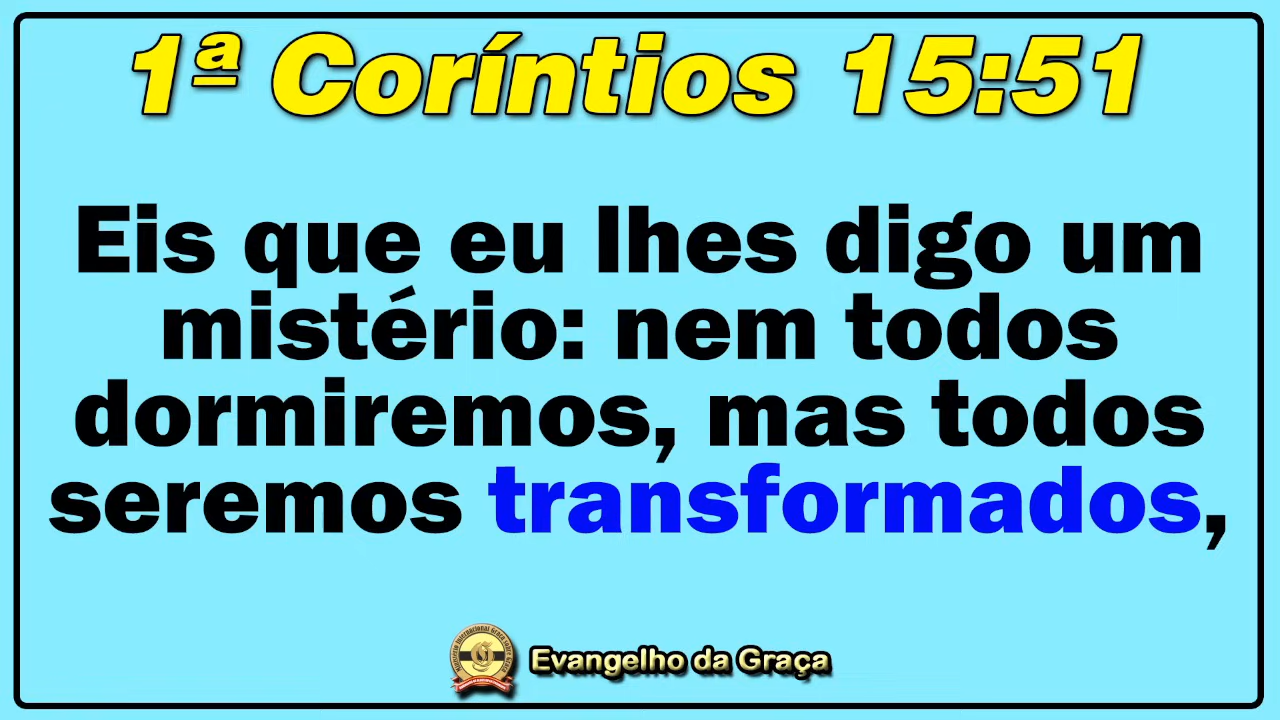 1ª Coríntios 15:51
Eis que eu lhes digo um
mistério: nem todos
dormiremos, mas todos
seremos transformados,
Evangelho da Graça